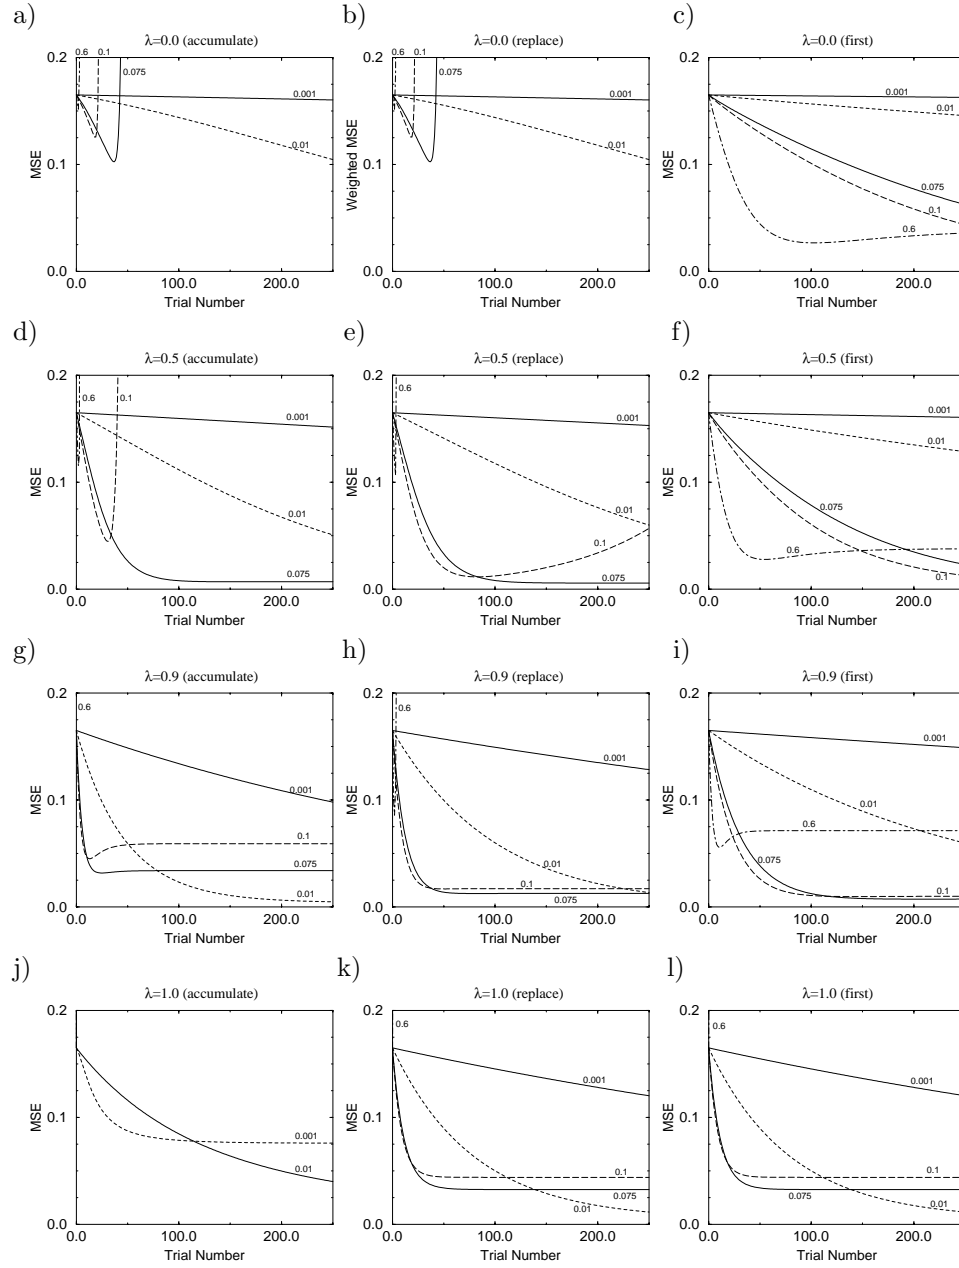 a)
λ=0.0 (accumulate)
0.6
0.1
0.075
0.001
0.01
0.2
0.1
0.0
MSE
0.0
100.0
200.0
Trial Number
b)
λ=0.0 (replace)
0.6
0.1
0.075
0.001
0.01
0.2
0.1
0.0
Weighted MSE
0.0
100.0
200.0
Trial Number
c)
λ=0.0 (first)
0.001
0.01
0.075
0.1
0.6
0.2
0.1
0.0
MSE
0.0
100.0
200.0
Trial Number
d)
λ=0.5 (accumulate)
0.6
0.1
0.001
0.01
0.075
0.2
0.1
0.0
MSE
0.0
100.0
200.0
Trial Number
e)
λ=0.5 (replace)
0.6
0.001
0.01
0.1
0.075
0.2
0.1
0.0
MSE
0.0
100.0
200.0
Trial Number
f)
λ=0.5 (first)
0.001
0.01
0.075
0.6
0.1
0.2
0.1
0.0
MSE
0.0
100.0
200.0
Trial Number
g)
λ=0.9 (accumulate)
0.6
0.001
0.1
0.075
0.01
0.2
0.1
0.0
MSE
0.0
100.0
200.0
Trial Number
h)
λ=0.9 (replace)
0.6
0.001
0.01
0.1
0.075
0.2
0.1
0.0
MSE
0.0
100.0
200.0
Trial Number
i)
λ=0.9 (first)
0.001
0.01
0.6
0.075
0.1
0.2
0.1
0.0
MSE
0.0
100.0
200.0
Trial Number
j)
λ=1.0 (accumulate)
0.001
0.01
0.2
0.1
0.0
MSE
0.0
100.0
200.0
Trial Number
k)
λ=1.0 (replace)
0.6
0.001
0.1
0.075
0.01
0.2
0.1
0.0
MSE
0.0
100.0
200.0
Trial Number
l)
λ=1.0 (first)
0.6
0.001
0.1
0.075
0.01
0.2
0.1
0.0
MSE
0.0
100.0
200.0
Trial Number